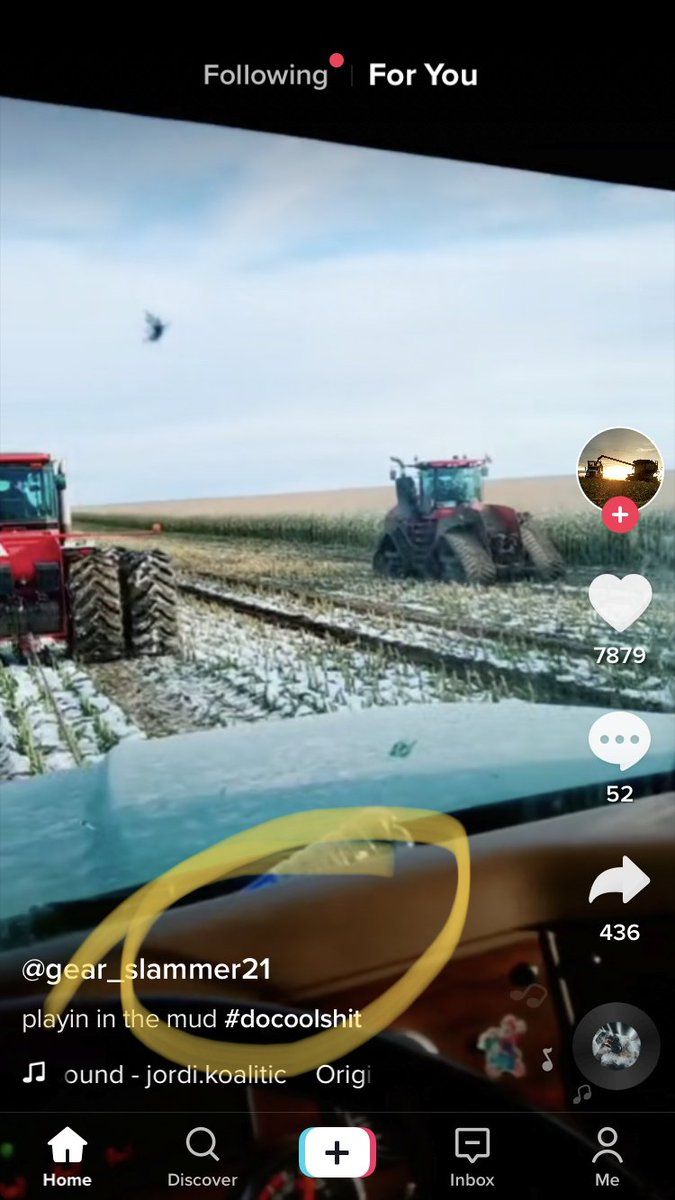 Following | For You
7879
52
436
@gear_slammer21
playin in the mud #docoolshit
ound - jordi.koalitic Origi
Home Discover Inbox Me